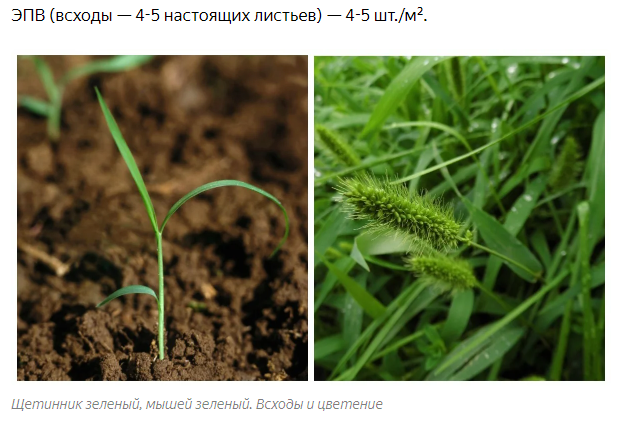 ЭПВ (всходы — 4-5 настоящих листьев) — 4-5 шт./м².
Щетинник зеленый, мышей зеленый. Всходы и цветение